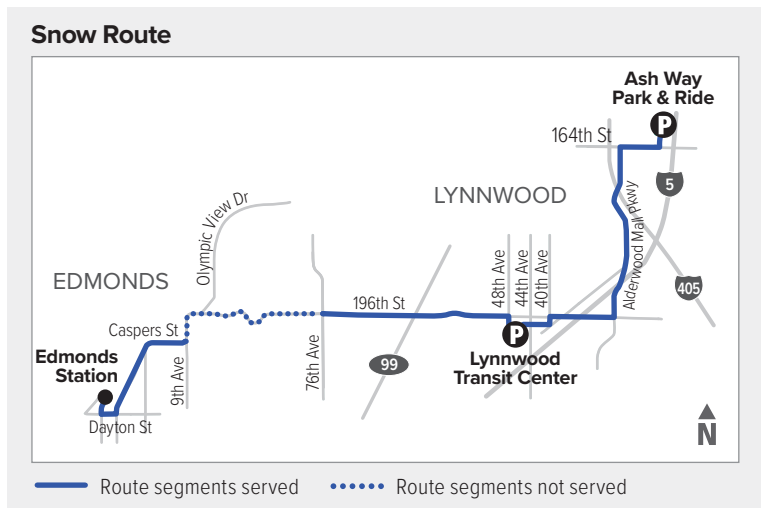 Snow Route
Ash Way
Park & Ride
P
164th St
5
LYNNWOOD
Alderwood Mall Pkwy
Olympic View Dr
EDMONDS
48th Ave
44th Ave
40th Ave
405
196th St
Caspers St
P
Edmonds
Station
9th Ave
76th Ave
99
Lynnwood
Transit Center
Dayton St
N
Route segments served
Route segments not served